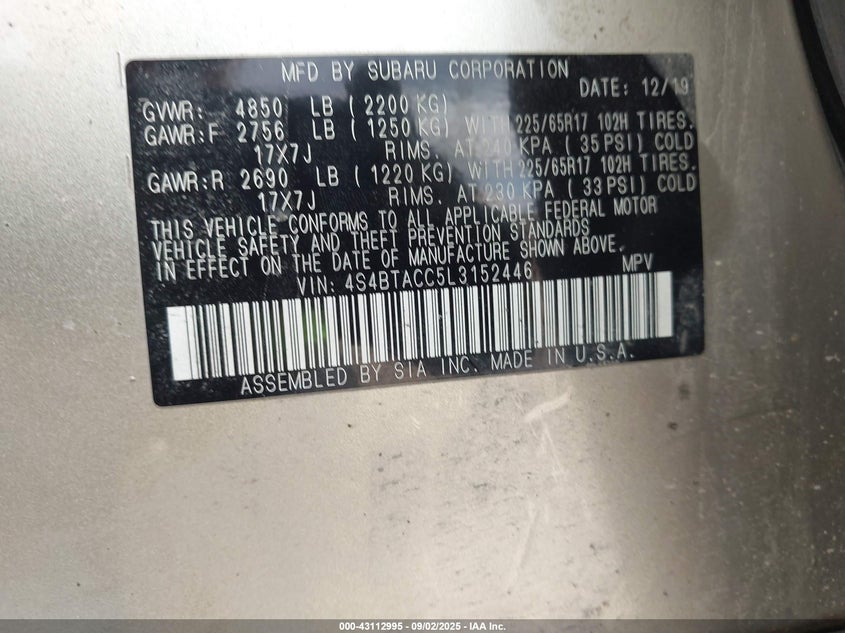 MFD BY SUBARU CORPORATION
DATE: 12/19
GVWR: 4850 LB ( 2200 KG)
GAWR:F 2756 LB ( 1250 KG) WITH 225/65R17 102H TIRES.
17X7J RIMS. AT 240 KPA ( 35 PSI) COLD
GAWR:R 2690 LB ( 1220 KG) WITH 225/65R17 102H TIRES.
17X7J RIMS. AT 230 KPA ( 33 PSI) COLD
THIS VEHICLE CONFORMS TO ALL APPLICABLE FEDERAL MOTOR
VEHICLE SAFETY AND THEFT PREVENTION STANDARDS
IN EFFECT ON THE DATE OF MANUFACTURE SHOWN ABOVE.
VIN: 4S4BTACC5L3152446 MPV
ASSEMBLED BY SIA INC. MADE IN U.S.A.
000-43112995 - 09/02/2025 - IAA Inc.